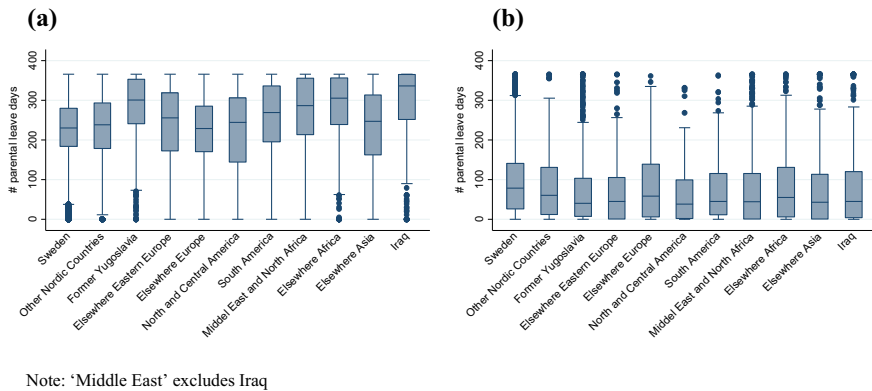 (a)
(b)
# parental leave days
400
300
200
100
0
Sweden
Other Nordic Countries
Former Yugoslavia
Elsewhere Eastern Europe
Elsewhere Europe
North and Central America
South America
Middel East and North Africa
Elsewhere Africa
Elsewhere Asia
Iraq
# parental leave days
400
300
200
100
0
Sweden
Other Nordic Countries
Former Yugoslavia
Elsewhere Eastern Europe
Elsewhere Europe
North and Central America
South America
Middel East and North Africa
Elsewhere Africa
Elsewhere Asia
Iraq
Note: ‘Middle East’ excludes Iraq